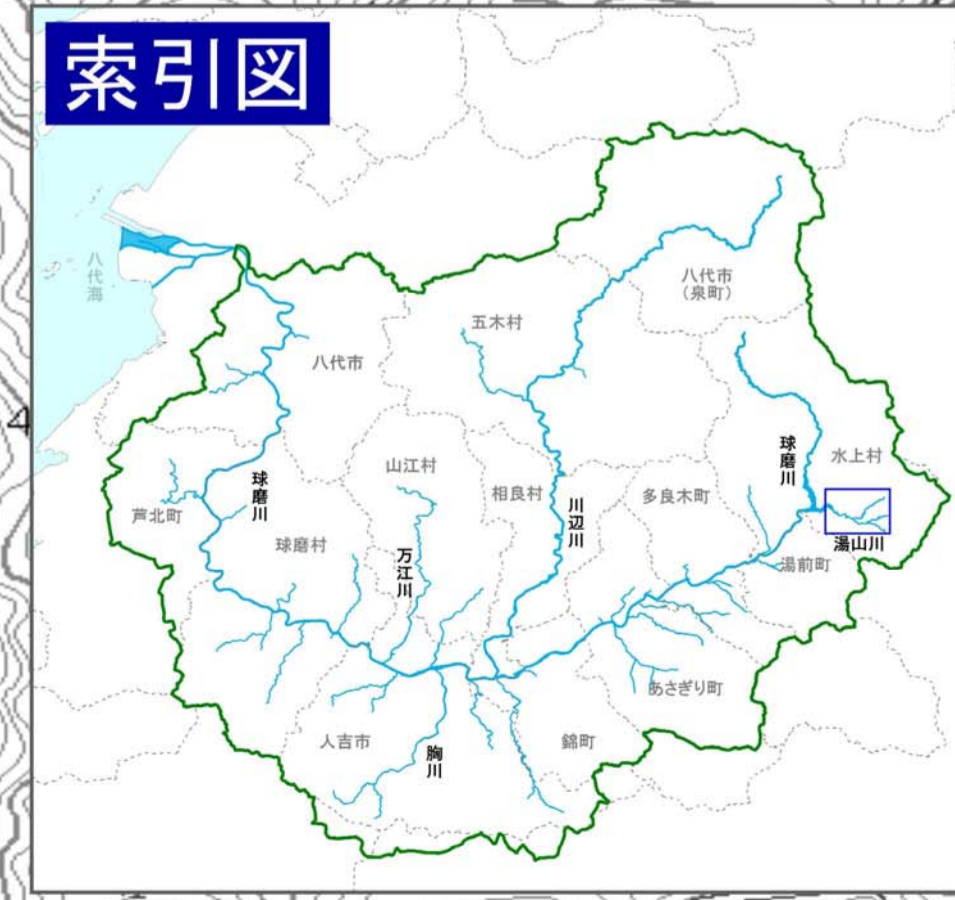 索引図
八代海
八代市
（泉町）
五木村
八代市
球磨川
水上村
山江村
球磨川
相良村
川辺川
多良木町
芦北町
球磨村
万江川
湯山川
湯前町
あさぎり町
人吉市
胸川
錦町
4